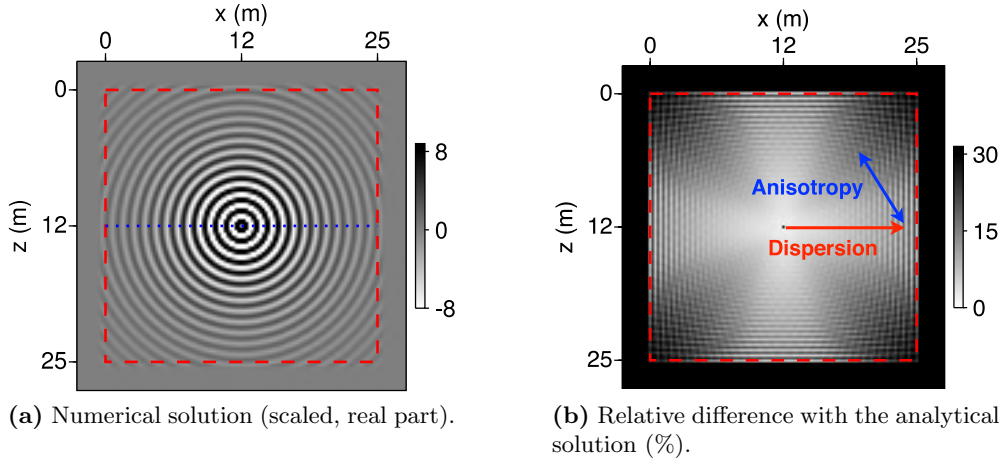 x (m)
0 12 25
0
12
25
z (m)
8
0
-8
(a) Numerical solution (scaled, real part).
x (m)
0 12 25
0
12
25
z (m)
Anisotropy
Dispersion
30
15
0
(b) Relative difference with the analytical
solution (%).